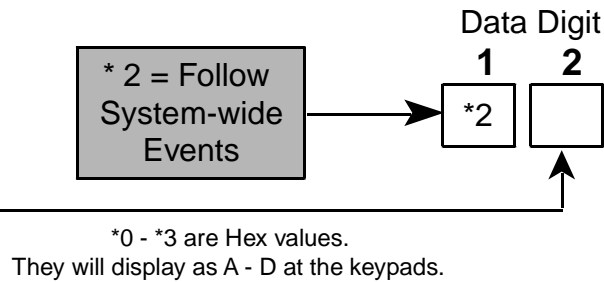 Data Digit
1 2
* 2 = Follow
System-wide
Events
*2
*0 - *3 are Hex values.
They will display as A - D at the keypads.